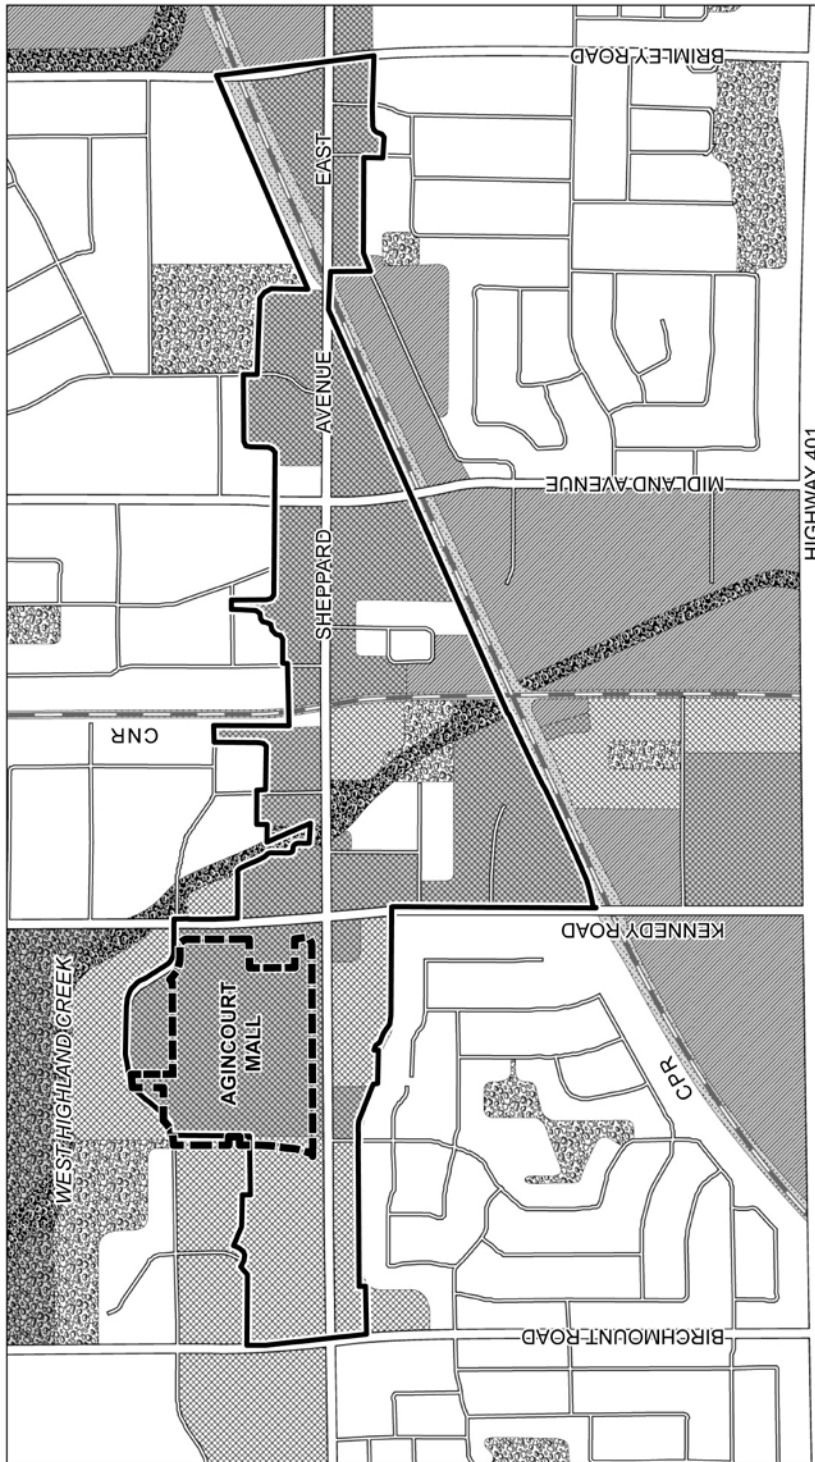 BRIMLEY ROAD
EAST
AVENUE
MIDLAND AVENUE
HIGHWAY 401
SHEPPARD
CNR
KENNEDY ROAD
WEST HIGHLAND CREEK
AGINCOURT
MALL
CPR
BIRCHMOUNT ROAD